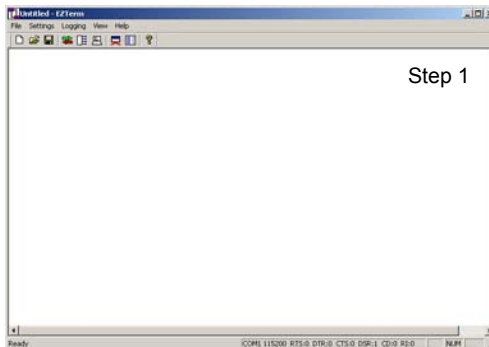 Untitled - EZTerm
File Settings Logging View Help
Step 1
Ready COM1 115200 RTS:0 DTR:0 CTS:0 DSR:1 CD:0 RI:0 NUM